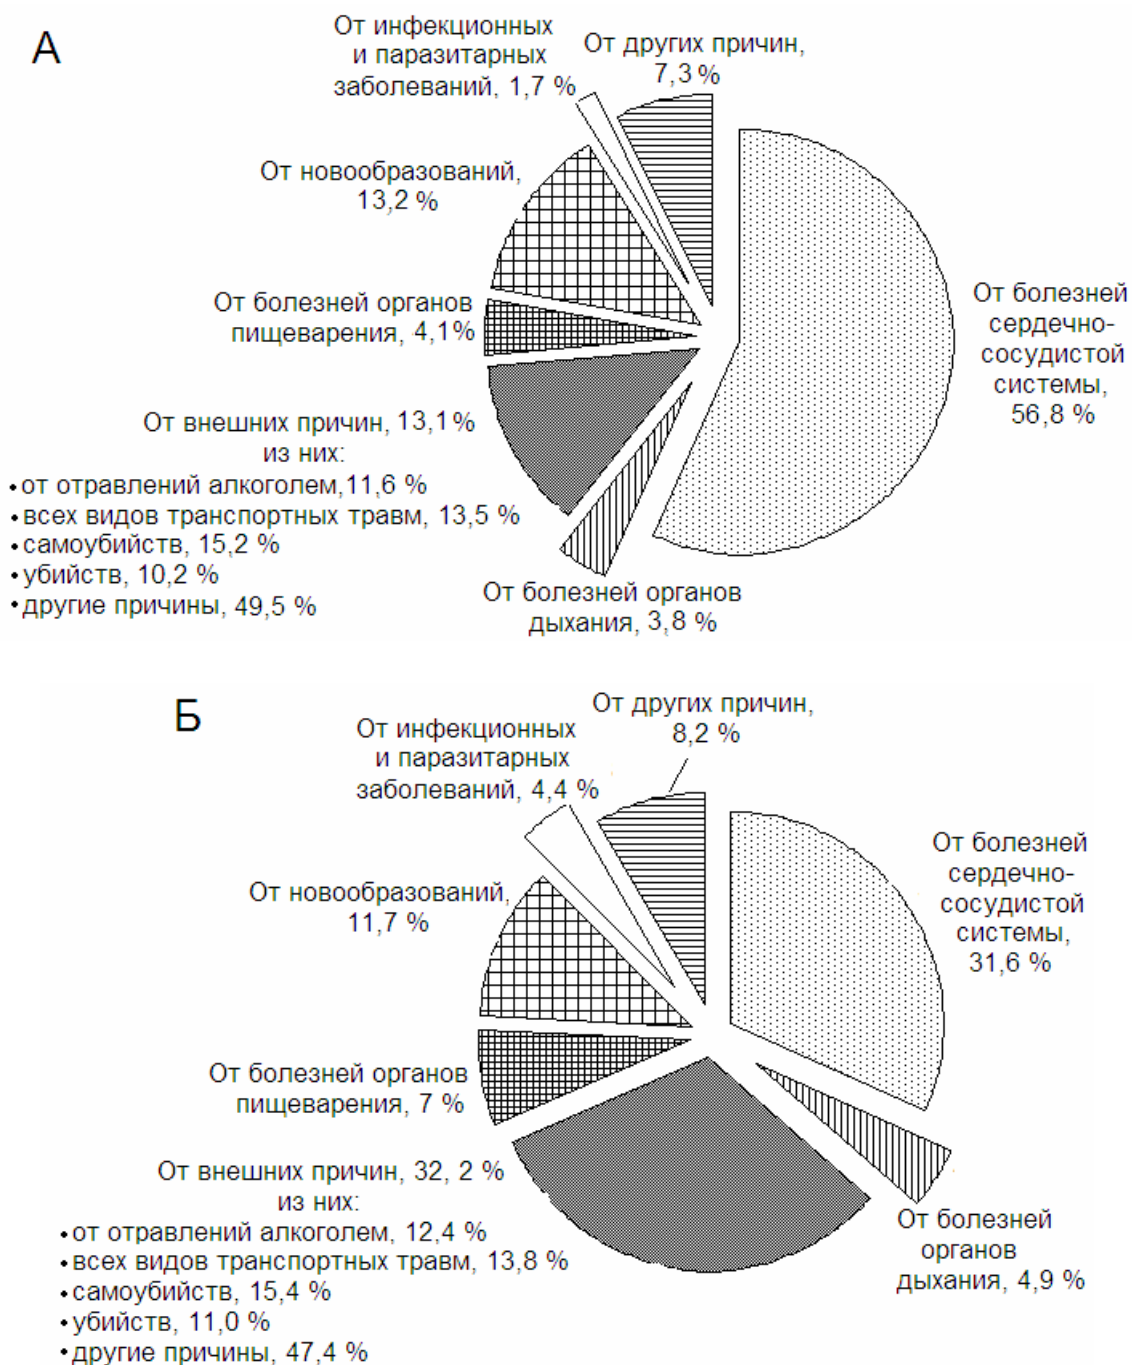 А
От инфекционных
и паразитарных
заболеваний, 1,7 %
От других причин,
7,3 %
От новообразований,
13,2 %
От болезней органов
пищеварения, 4,1%
От болезней
сердечно-
сосудистой
системы,
56,8 %
От внешних причин, 13,1%
из них:
• от отравлений алкоголем,11,6 %
• всех видов транспортных травм, 13,5 %
• самоубийств, 15,2 %
• убийств, 10,2 %
• другие причины, 49,5 %
От болезней органов
дыхания, 3,8 %
Б
От инфекционных
и паразитарных
заболеваний, 4,4 %
От других причин,
8,2 %
От болезней
сердечно-
сосудистой
системы,
31,6 %
От новообразований,
11,7 %
От болезней органов
пищеварения, 7 %
От внешних причин, 32, 2 %
из них:
• от отравлений алкоголем, 12,4 %
• всех видов транспортных травм, 13,8 %
• самоубийств, 15,4 %
• убийств, 11,0 %
• другие причины, 47,4 %
От болезней
органов
дыхания, 4,9 %